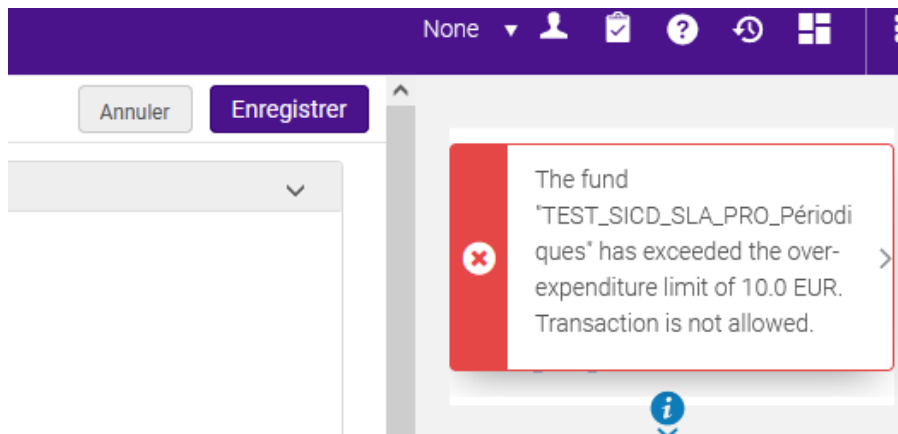 None
Annuler
Enregistrer
The fund
"TEST_SICD_SLA_PRO_Périodi
ques" has exceeded the over-
expenditure limit of 10.0 EUR.
Transaction is not allowed.